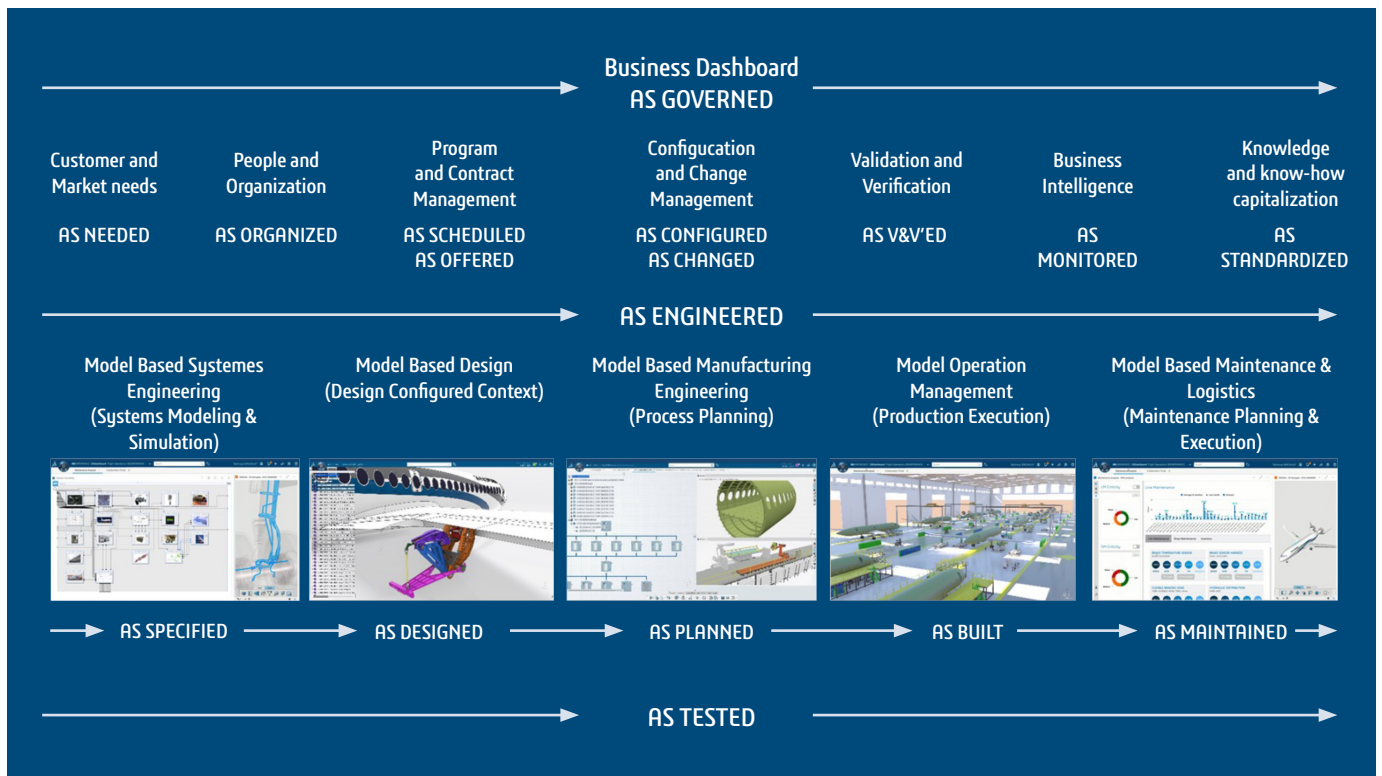 Business Dashboard
AS GOVERNED
Customer and
Market needs
AS NEEDED
People and
Organization
AS ORGANIZED
Program
and Contract
Management
AS SCHEDULED
AS OFFERED
Configucation
and Change
Management
AS CONFIGURED
AS CHANGED
Validation and
Verification
AS V&V'ED
Business
Intelligence
AS
MONITORED
Knowledge
and know-how
capitalization
AS
STANDARDIZED
AS ENGINEERED
Model Based Systemes
Engineering
(Systems Modeling &
Simulation)
Model Based Design
(Design Configured Context)
Model Based Manufacturing
Engineering
(Process Planning)
Model Operation
Management
(Production Execution)
Model Based Maintenance &
Logistics
(Maintenance Planning &
Execution)
AS SPECIFIED
AS DESIGNED
AS PLANNED
AS BUILT
AS MAINTAINED
AS TESTED